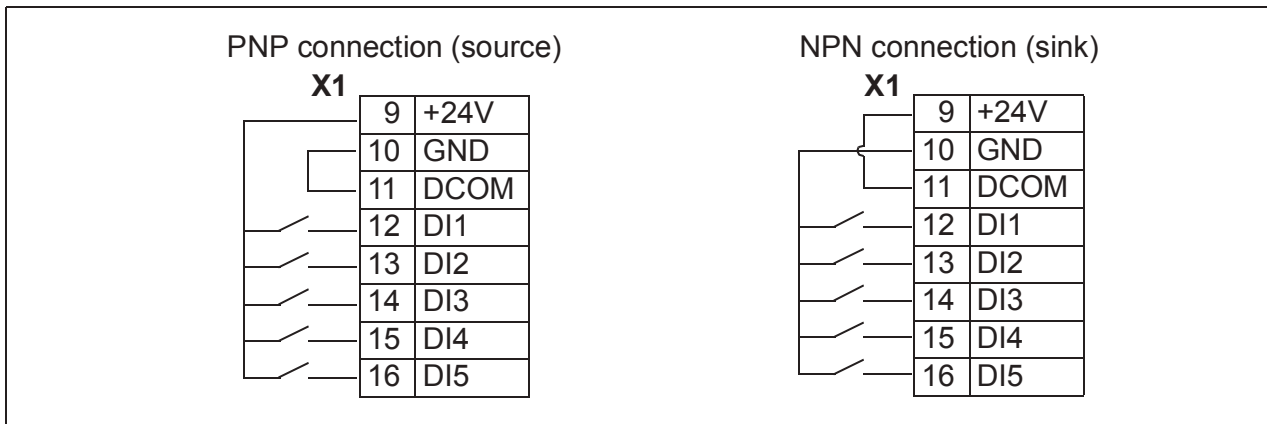 PNP connection (source)
X1
9 +24V
10 GND
11 DCOM
12 DI1
13 DI2
14 DI3
15 DI4
16 DI5
NPN connection (sink)
X1
9 +24V
10 GND
11 DCOM
12 DI1
13 DI2
14 DI3
15 DI4
16 DI5